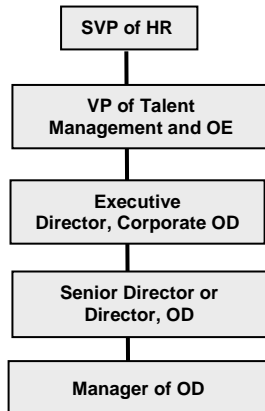 SVP of HR
VP of Talent
Management and OE
Executive
Director, Corporate OD
Senior Director or
Director, OD
Manager of OD